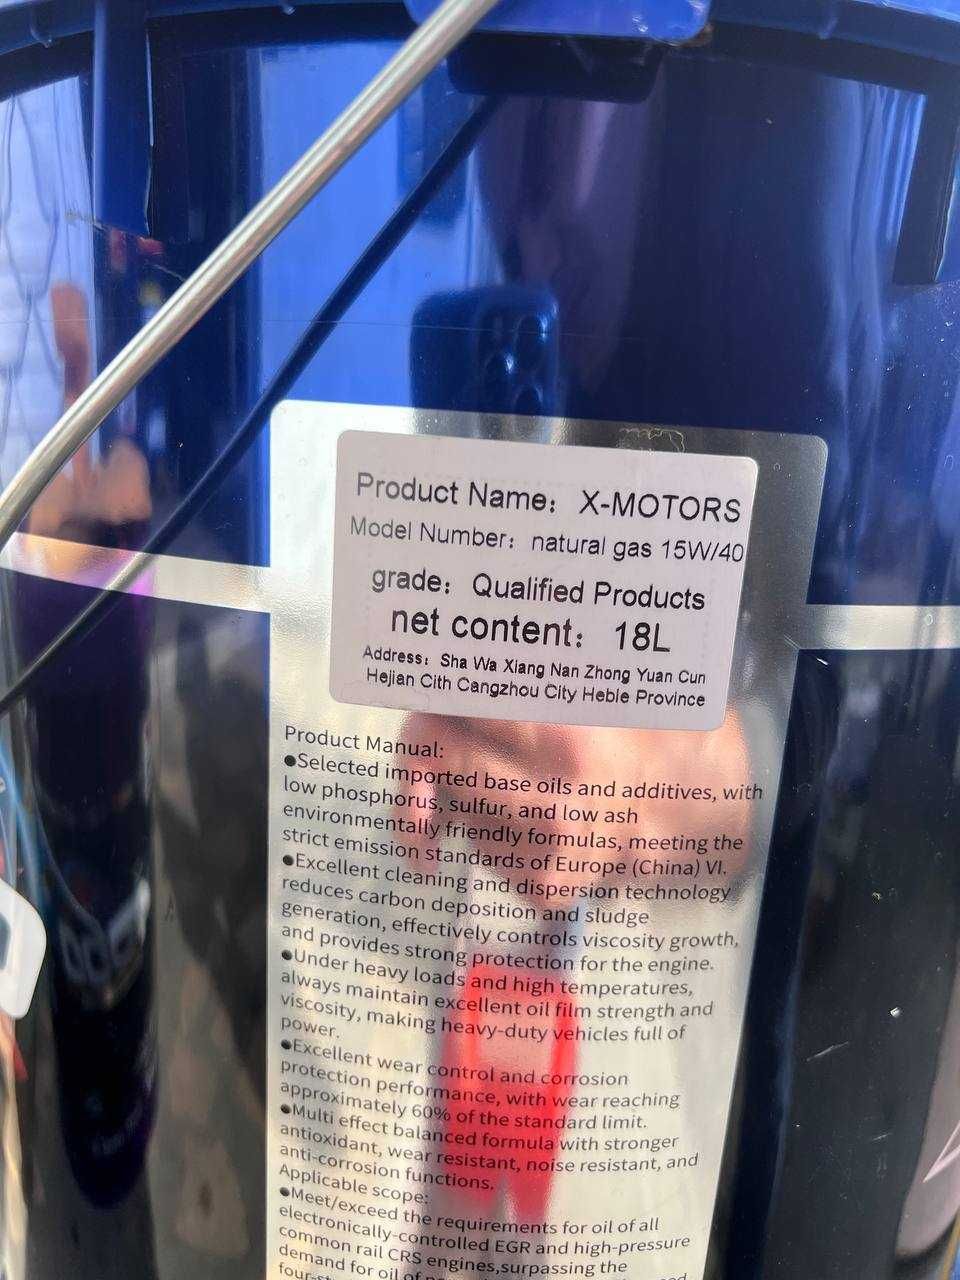 Product Name: X-MOTORS
Model Number: natural gas 15W/40
grade: Qualified Products
net content: 18L
Address: Sha Wa Xiang Nan Zhong Yuan Cun
Hejian Cith Cangzhou City Heble Province
Product Manual:
●Selected imported base oils and additives, with
low phosphorus, sulfur, and low ash
environmentally friendly formulas, meeting the
strict emission standards of Europe (China) VI.
●Excellent cleaning and dispersion technology
reduces carbon deposition and sludge
generation, effectively controls viscosity growth,
and provides strong protection for the engine.
●Under heavy loads and high temperatures,
always maintain excellent oil film strength and
viscosity, making heavy-duty vehicles full of
power.
●Excellent wear control and corrosion
protection performance, with wear reaching
approximately 60% of the standard limit.
●Multi effect balanced formula with stronger
antioxidant, wear resistant, noise resistant, and
anti-corrosion functions.
Applicable scope:
●Meet/exceed the requirements for oil of all
electronically-controlled EGR and high-pressure
common rail CRS engines,surpassing the
demand for oil of